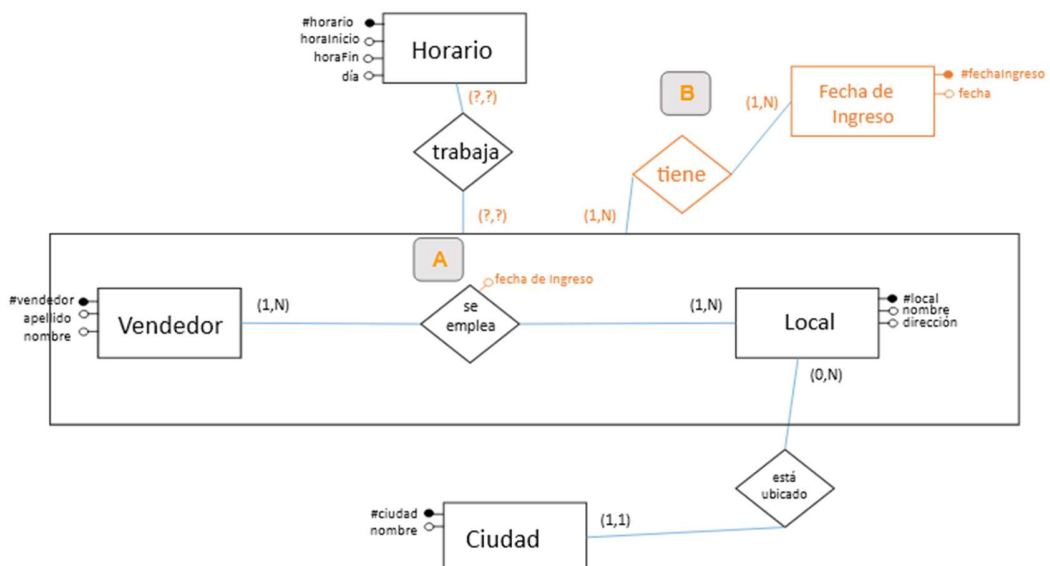 #horario
horaInicio
horaFin
día
Horario
(?,?)
trabaja
(?,?)
B
(1,N)
Fecha de
Ingreso
#fechaIngreso
fecha
tiene
(1,N)
A
fecha de Ingreso
#vendedor
apellido
nombre
Vendedor
(1,N)
se
emplea
(1,N)
Local
#local
nombre
dirección
(0,N)
está
ubicado
#ciudad
nombre
Ciudad
(1,1)